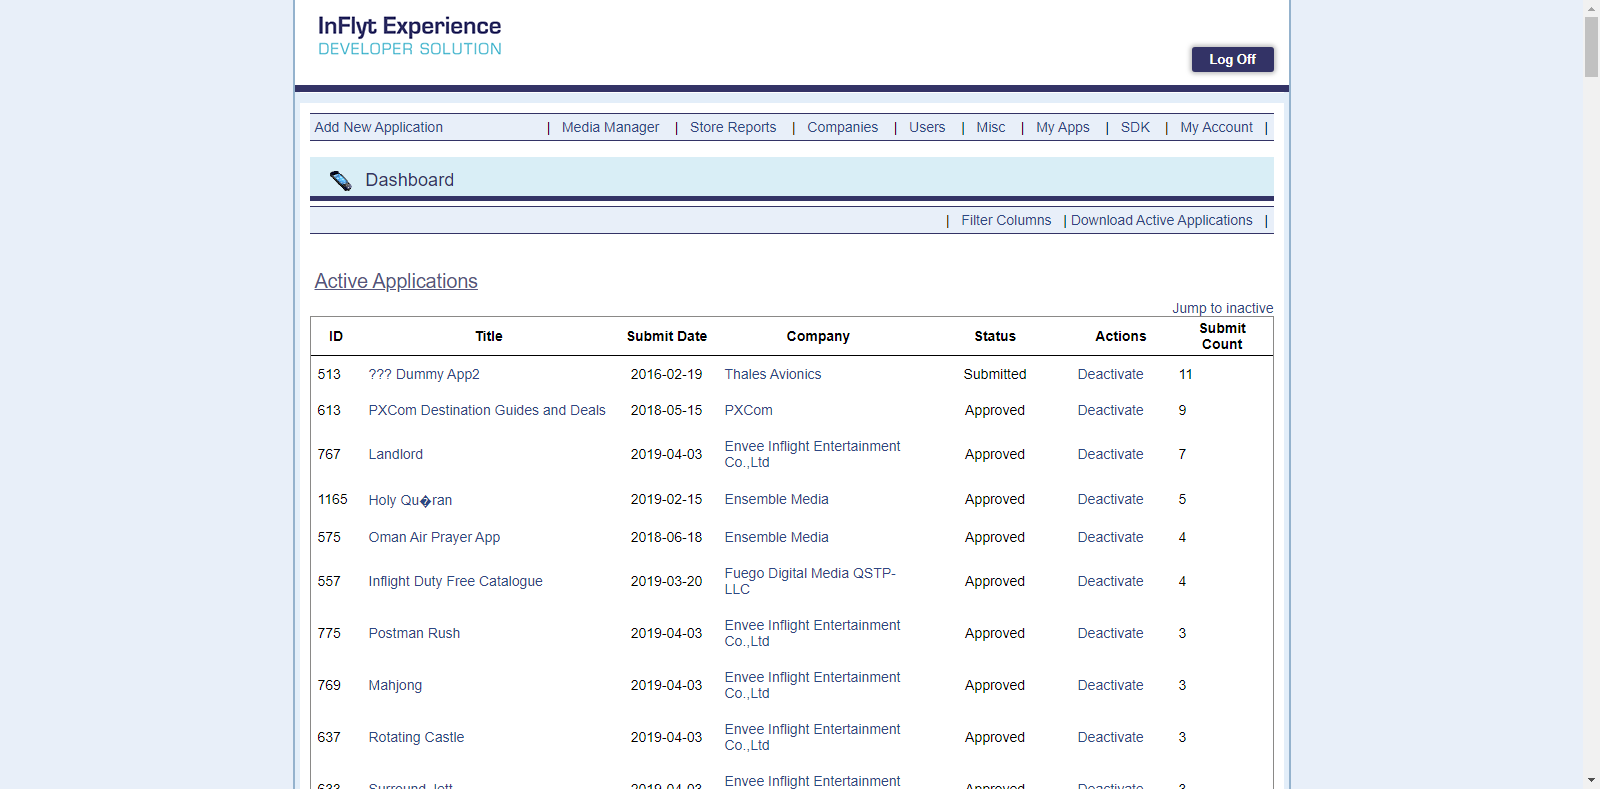 InFlyt Experience
DEVELOPER SOLUTION
Log Off
Add New Application | Media Manager | Store Reports | Companies | Users | Misc | My Apps | SDK | My Account |
Dashboard
| Filter Columns | Download Active Applications |
Active Applications
Jump to inactive
ID Title Submit Date Company Status Actions Submit Count
513 ??? Dummy App2 2016-02-19 Thales Avionics Submitted Deactivate 11
613 PXCom Destination Guides and Deals 2018-05-15 PXCom Approved Deactivate 9
767 Landlord 2019-04-03 Envee Inflight Entertainment Co.,Ltd Approved Deactivate 7
1165 Holy Qu�ran 2019-02-15 Ensemble Media Approved Deactivate 5
575 Oman Air Prayer App 2018-06-18 Ensemble Media Approved Deactivate 4
557 Inflight Duty Free Catalogue 2019-03-20 Fuego Digital Media QSTP-LLC Approved Deactivate 4
775 Postman Rush 2019-04-03 Envee Inflight Entertainment Co.,Ltd Approved Deactivate 3
769 Mahjong 2019-04-03 Envee Inflight Entertainment Co.,Ltd Approved Deactivate 3
637 Rotating Castle 2019-04-03 Envee Inflight Entertainment Co.,Ltd Approved Deactivate 3
Surround 2019-04-03 Envee Inflight Entertainment Approved Deactivate 3